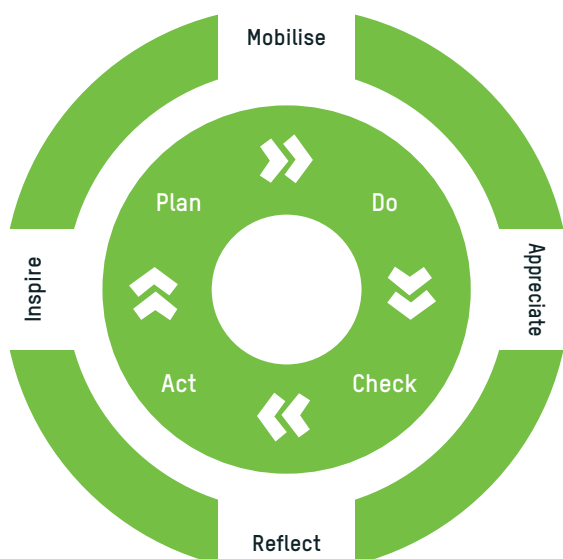 Mobilise
Plan
Do
Inspire
Appreciate
Act
Check
Reflect